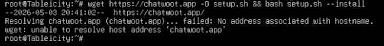 root@Tableicity:~# wget https://chatwoot.app -O setup.sh && bash setup.sh --install
--2026-05-03 20:41:02--  https://chatwoot.app/
Resolving chatwoot.app (chatwoot.app)... failed: No address associated with hostname.
wget: unable to resolve host address 'chatwoot.app'
root@Tableicity:~#